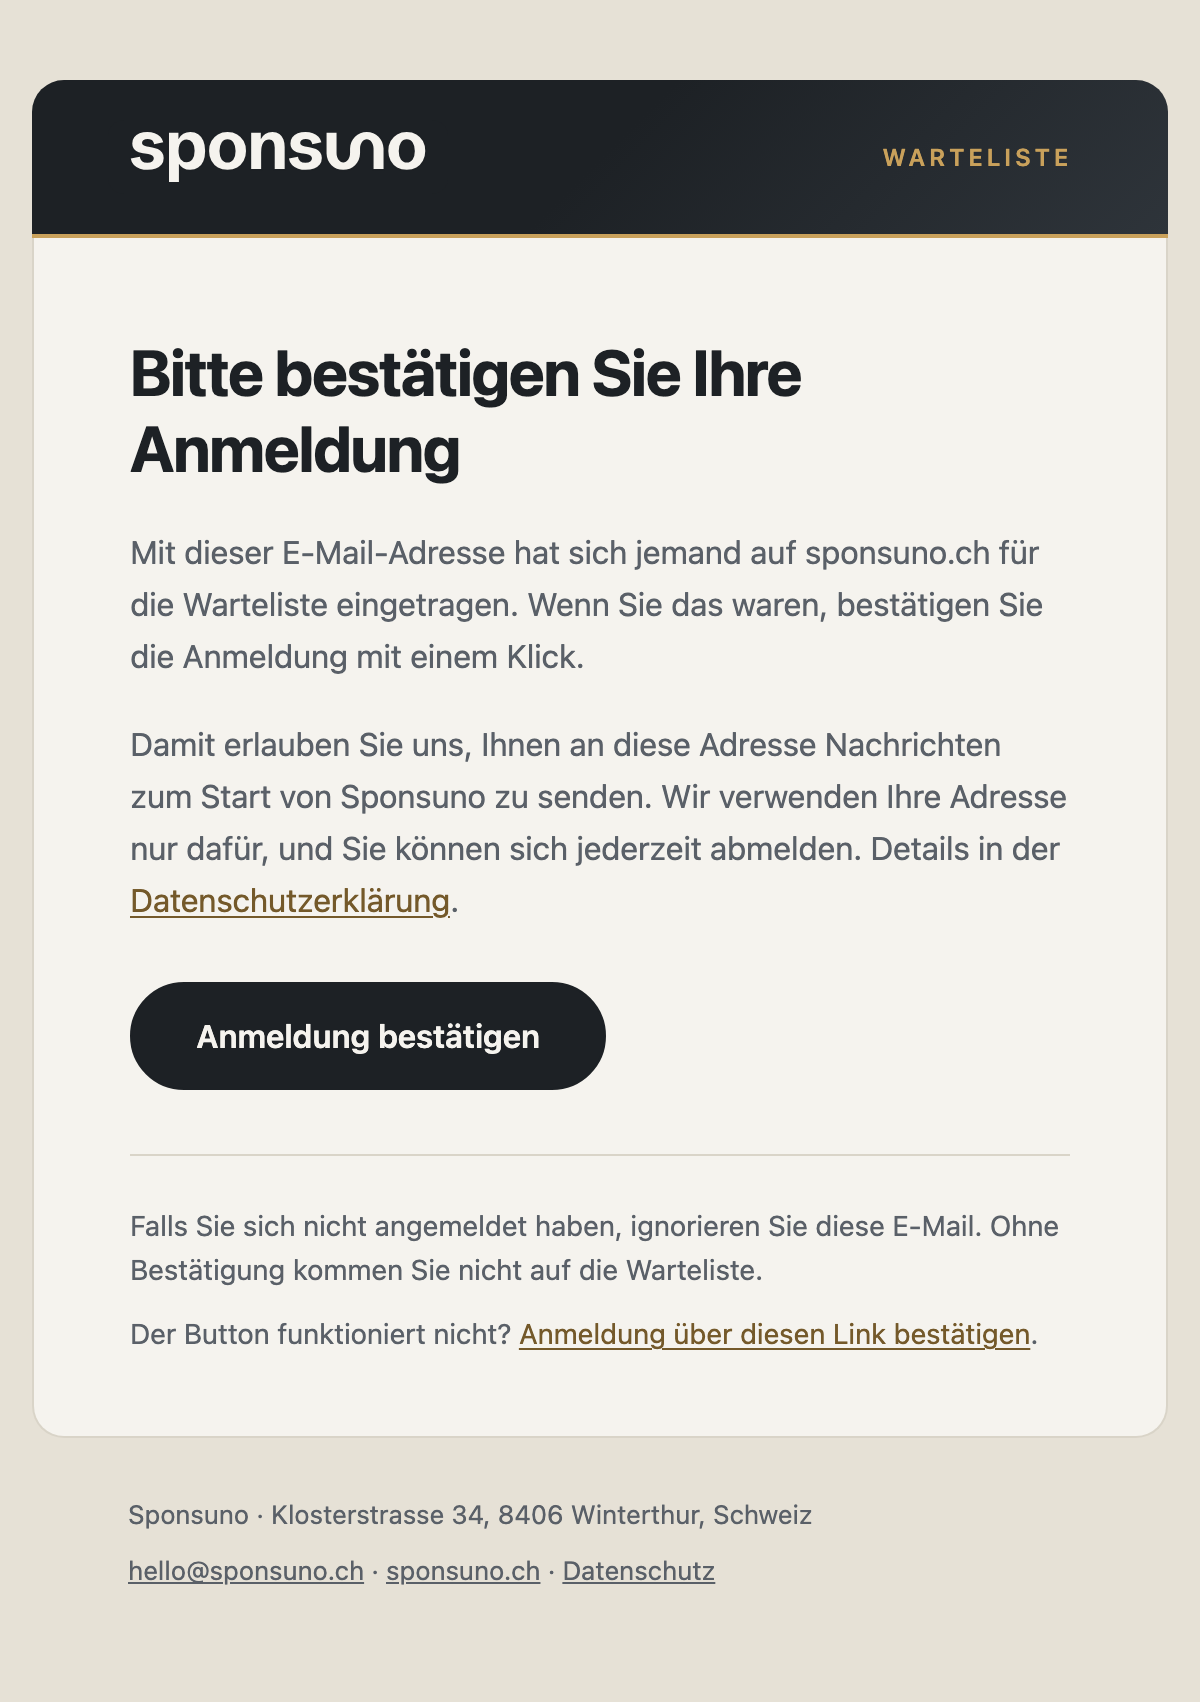 sponsuno
WARTELISTE
Bitte bestätigen Sie Ihre
Anmeldung
Mit dieser E-Mail-Adresse hat sich jemand auf sponsuno.ch für
die Warteliste eingetragen. Wenn Sie das waren, bestätigen Sie
die Anmeldung mit einem Klick.
Damit erlauben Sie uns, Ihnen an diese Adresse Nachrichten
zum Start von Sponsuno zu senden. Wir verwenden Ihre Adresse
nur dafür, und Sie können sich jederzeit abmelden. Details in der
Datenschutzerklärung.
Anmeldung bestätigen
Falls Sie sich nicht angemeldet haben, ignorieren Sie diese E-Mail. Ohne
Bestätigung kommen Sie nicht auf die Warteliste.
Der Button funktioniert nicht? Anmeldung über diesen Link bestätigen.
Sponsuno · Klosterstrasse 34, 8406 Winterthur, Schweiz
hello@sponsuno.ch · sponsuno.ch · Datenschutz